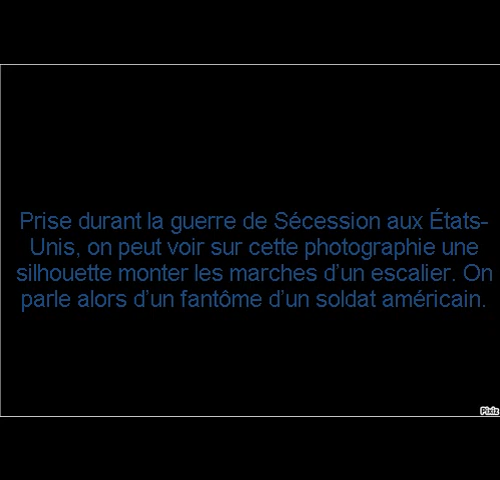 Prise durant la guerre de Sécession aux États-
Unis, on peut voir sur cette photographie une
silhouette monter les marches d’un escalier. On
parle alors d’un fantôme d’un soldat américain.
Pixiz